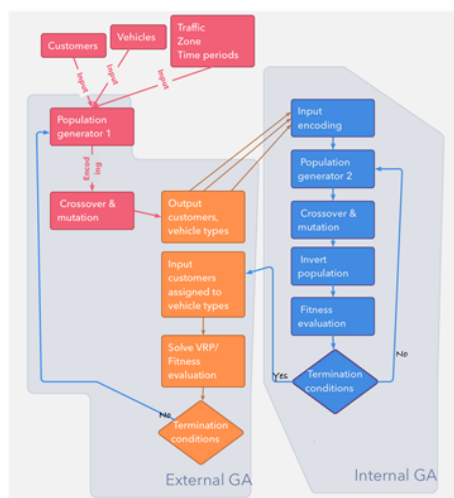 Customers
Vehicles
Traffic
Zone
Time periods
Input
Input
Input
Population
generator 1
Encod
ing
Crossover &
mutation
Output
customers,
vehicle types
Input
customers
assigned to
vehicle types
Solve VRP/
Fitness
evaluation
No
Termination
conditions
External GA
Input
encoding
Population
generator 2
Crossover &
mutation
Invert
population
Fitness
evaluation
No
Yes
Termination
conditions
Internal GA